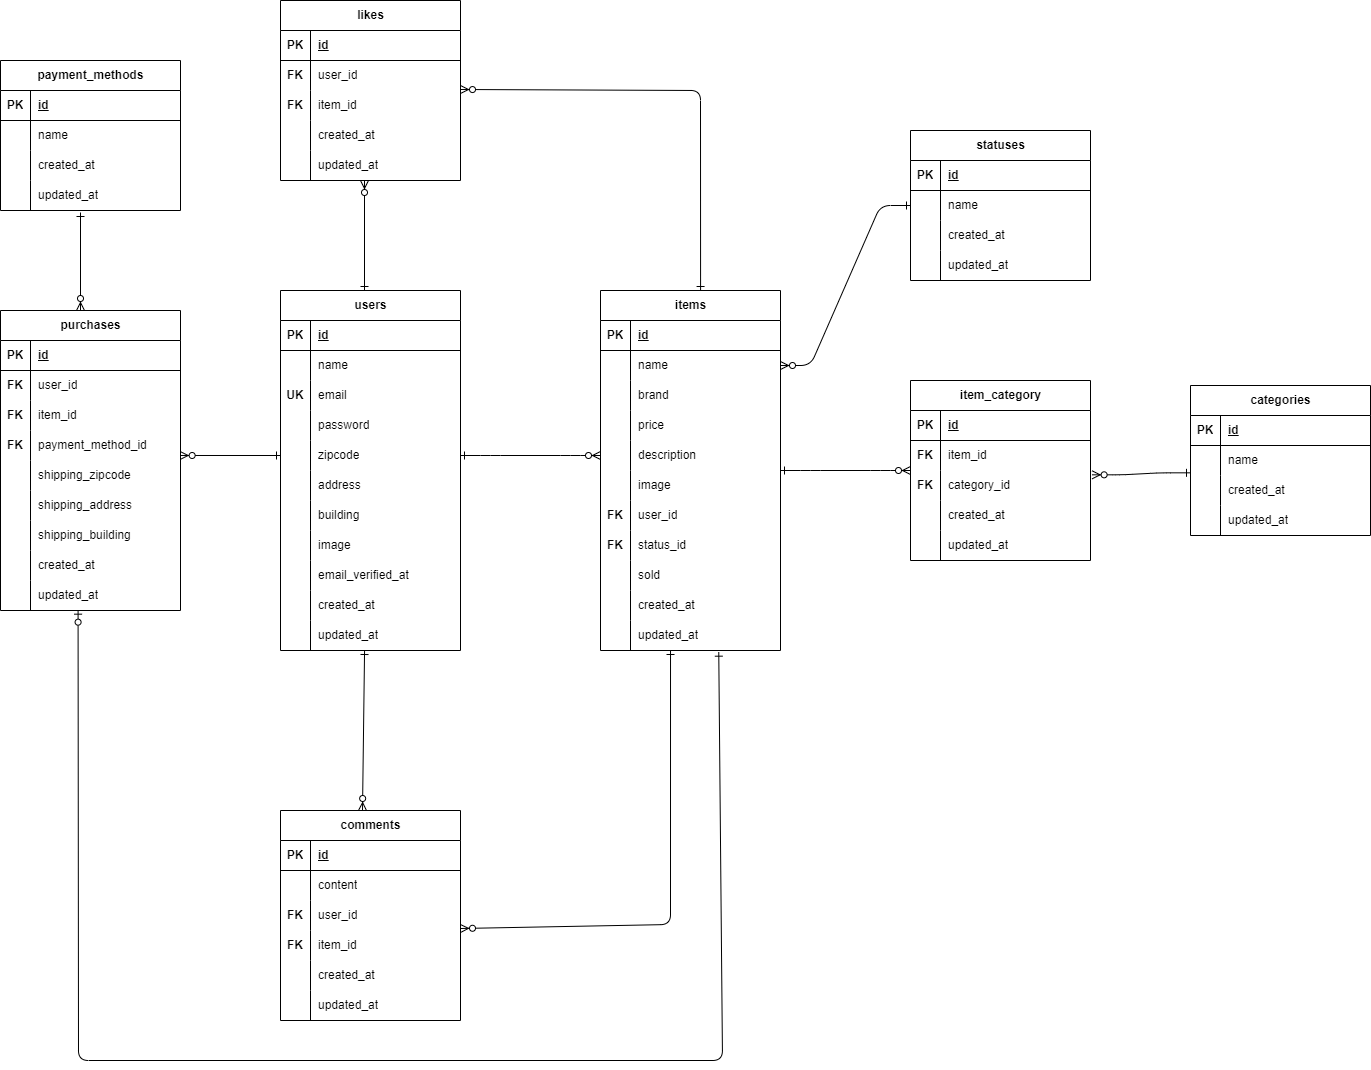 likes
PK id
FK user_id
FK item_id
created_at
updated_at
payment_methods
PK id
name
created_at
updated_at
statuses
PK id
name
created_at
updated_at
purchases
PK id
FK user_id
FK item_id
FK payment_method_id
shipping_zipcode
shipping_address
shipping_building
created_at
updated_at
users
PK id
name
UK email
password
zipcode
address
building
image
email_verified_at
created_at
updated_at
items
PK id
name
brand
price
description
image
FK user_id
FK status_id
sold
created_at
updated_at
item_category
PK id
FK item_id
FK category_id
created_at
updated_at
categories
PK id
name
created_at
updated_at
comments
PK id
content
FK user_id
FK item_id
created_at
updated_at